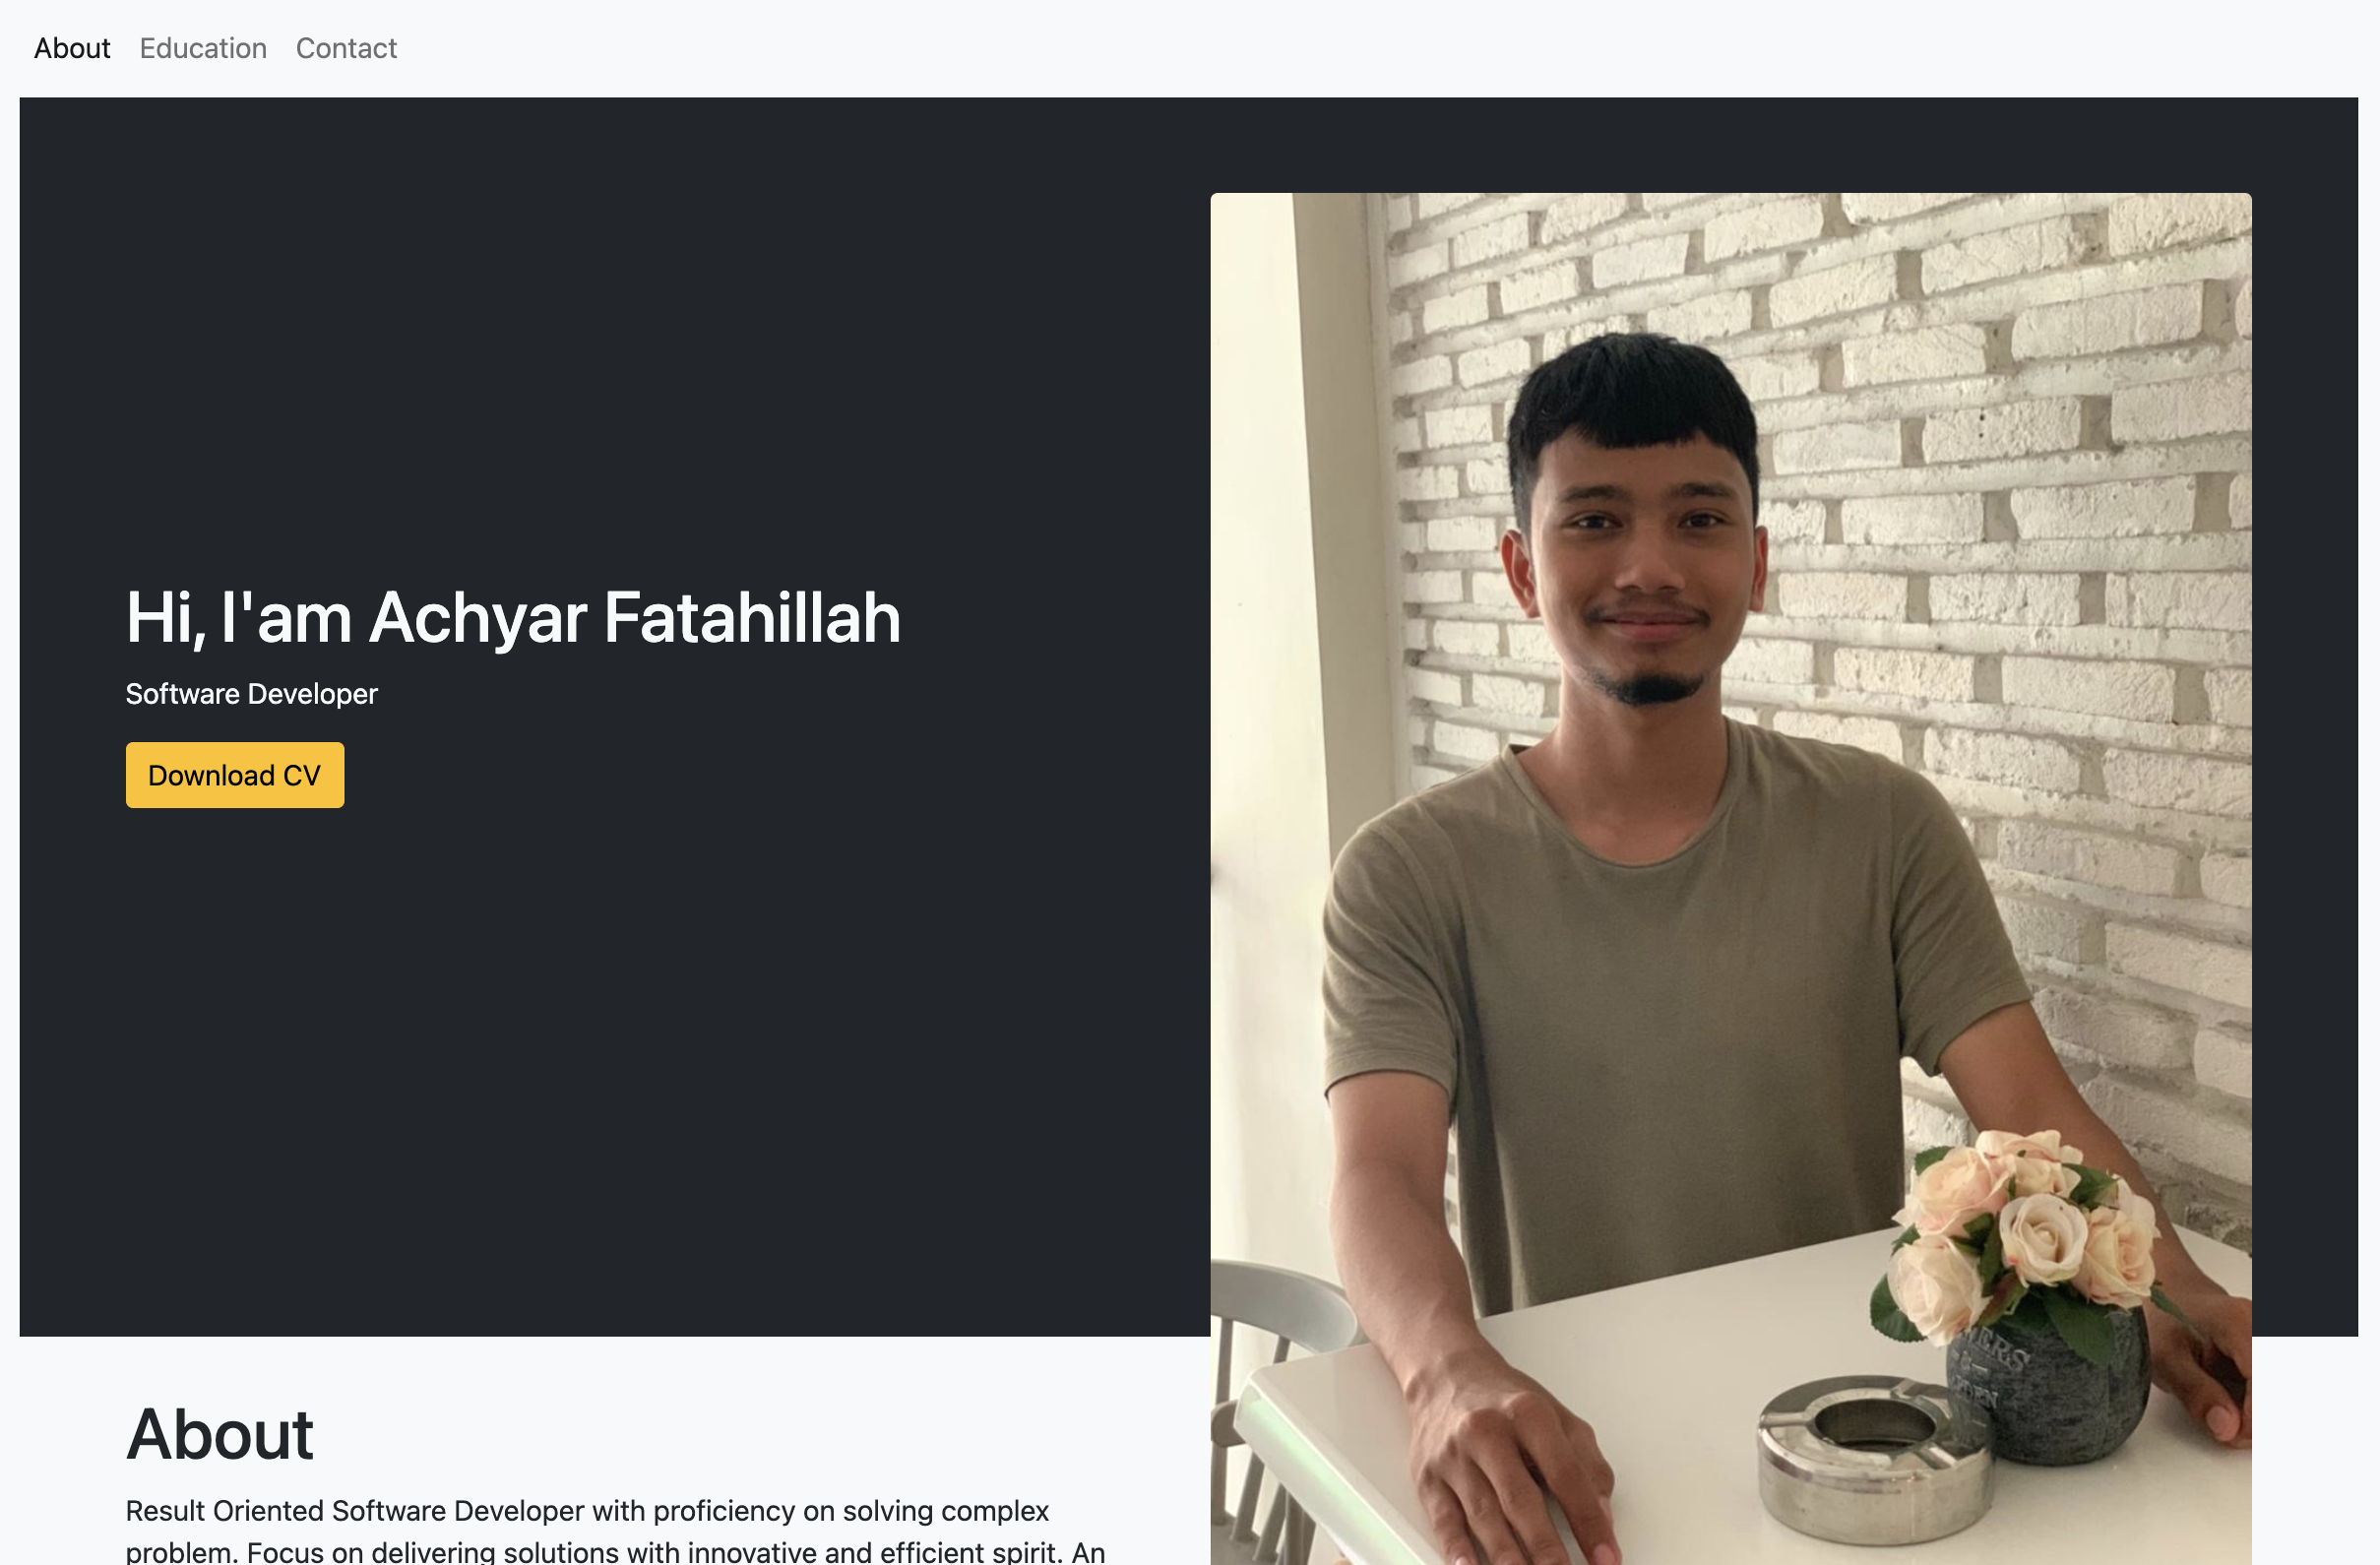 About Education Contact
Hi, I'am Achyar Fatahillah
Software Developer
Download CV
About
Result Oriented Software Developer with proficiency on solving complex
problem. Focus on delivering solutions with innovative and efficient spirit. An